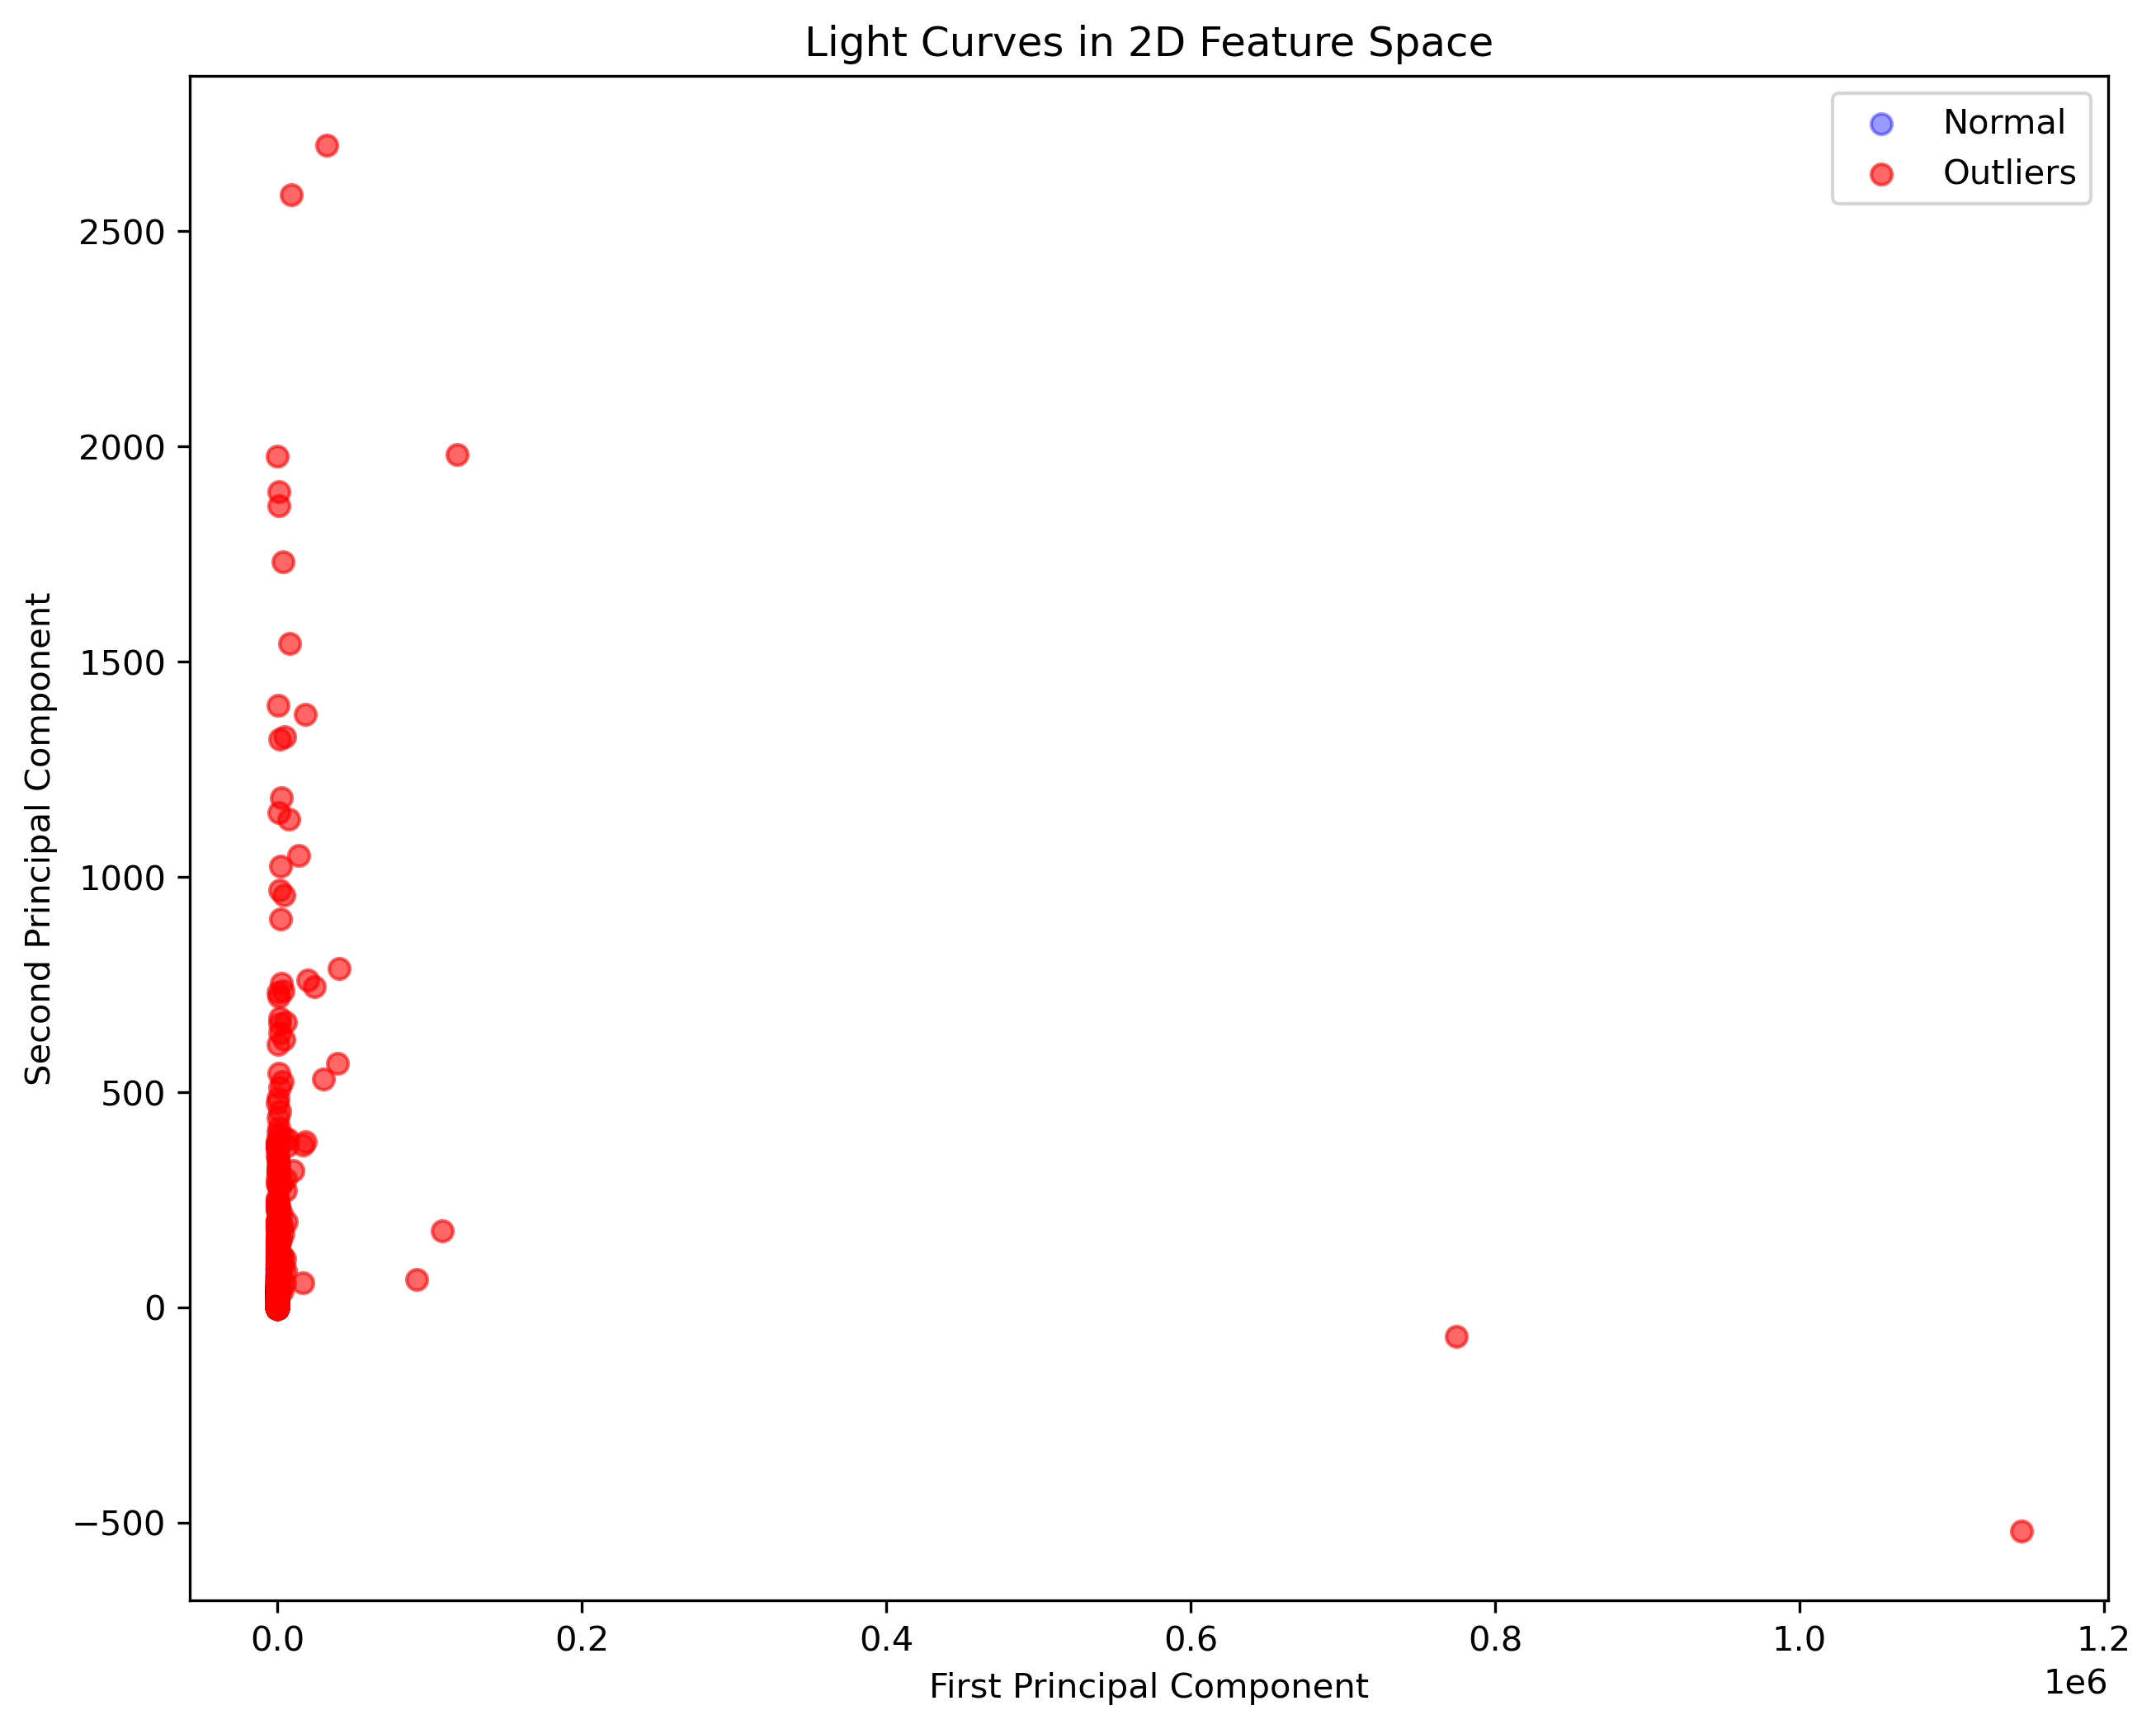 Light Curves in 2D Feature Space
Normal
Outliers
2500
2000
1500
1000
500
0
−500
Second Principal Component
0.0 0.2 0.4 0.6 0.8 1.0 1.2
1e6
First Principal Component